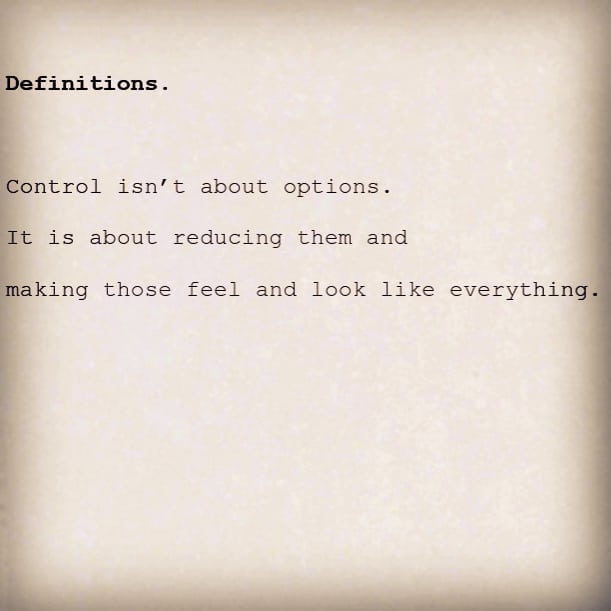 Definitions.
Control isn’t about options.
It is about reducing them and
making those feel and look like everything.